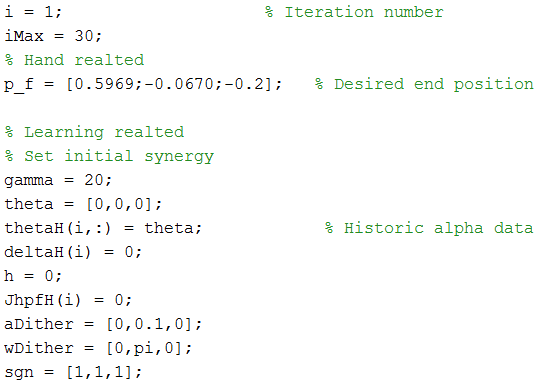 i = 1; % Iteration number
iMax = 30;
% Hand realted
p_f = [0.5969;-0.0670;-0.2]; % Desired end position
% Learning realted
% Set initial synergy
gamma = 20;
theta = [0,0,0];
thetaH(i,:) = theta; % Historic alpha data
deltaH(i) = 0;
h = 0;
JhpfH(i) = 0;
aDither = [0,0.1,0];
wDither = [0,pi,0];
sgn = [1,1,1];